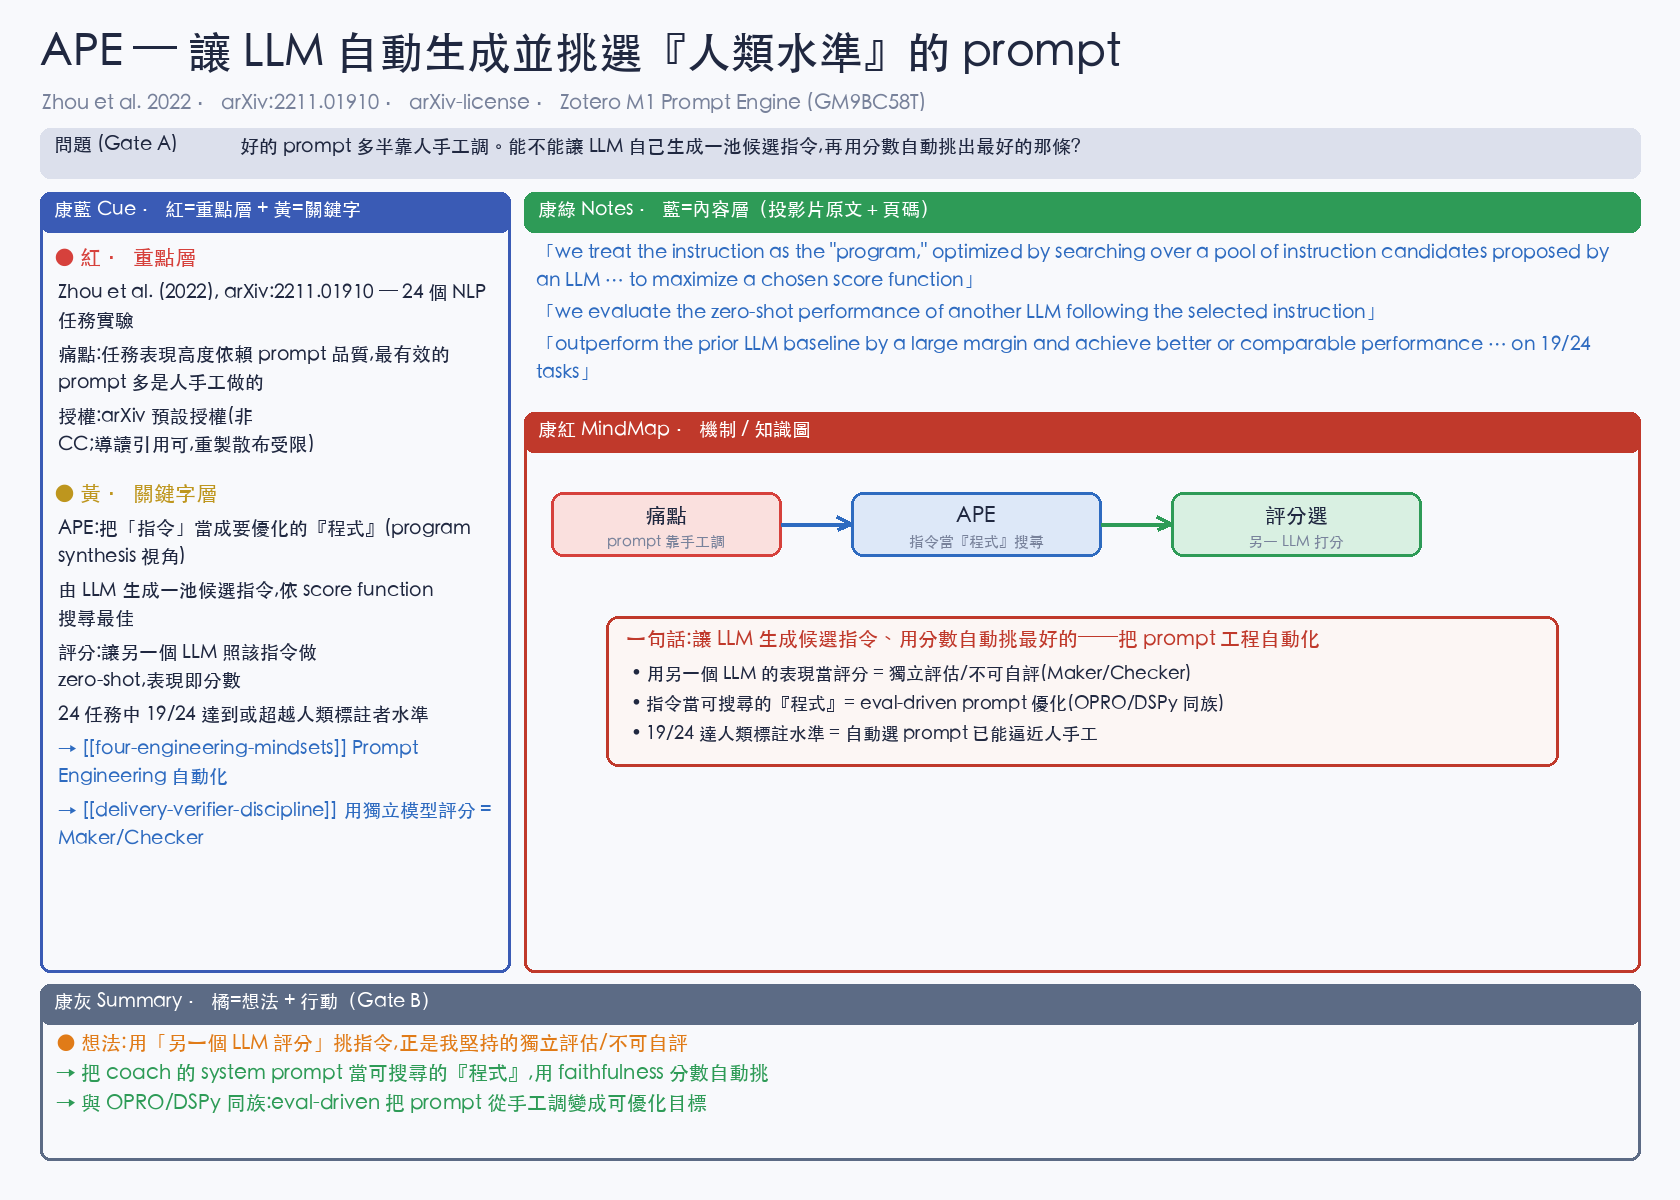 APE — 讓 LLM 自動生成並挑選『人類水準』的 prompt
Zhou et al. 2022 · arXiv:2211.01910 · arXiv-license · Zotero M1 Prompt Engine (GM9BC58T)
問題 (Gate A) 好的 prompt 多半靠人手工調。能不能讓 LLM 自己生成一池候選指令,再用分數自動挑出最好的那條?
康藍 Cue · 紅=重點層 + 黃=關鍵字
● 紅 · 重點層
Zhou et al. (2022), arXiv:2211.01910 — 24 個 NLP
任務實驗
痛點:任務表現高度依賴 prompt 品質,最有效的
prompt 多是人手工做的
授權:arXiv 預設授權(非
CC;導讀引用可,重製散布受限)
● 黃 · 關鍵字層
APE:把「指令」當成要優化的『程式』(program
synthesis 視角)
由 LLM 生成一池候選指令,依 score function
搜尋最佳
評分:讓另一個 LLM 照該指令做
zero-shot,表現即分數
24 任務中 19/24 達到或超越人類標註者水準
→ [[four-engineering-mindsets]] Prompt
Engineering 自動化
→ [[delivery-verifier-discipline]] 用獨立模型評分 =
Maker/Checker
康綠 Notes · 藍=內容層（投影片原文 + 頁碼）
「we treat the instruction as the "program," optimized by searching over a pool of instruction candidates proposed by
an LLM ⋯ to maximize a chosen score function」
「we evaluate the zero-shot performance of another LLM following the selected instruction」
「outperform the prior LLM baseline by a large margin and achieve better or comparable performance ⋯ on 19/24
tasks」
康紅 MindMap · 機制 / 知識圖
痛點
prompt 靠手工調
APE
指令當『程式』搜尋
評分選
另一 LLM 打分
一句話:讓 LLM 生成候選指令、用分數自動挑最好的——把 prompt 工程自動化
• 用另一個 LLM 的表現當評分 = 獨立評估/不可自評(Maker/Checker)
• 指令當可搜尋的『程式』= eval-driven prompt 優化(OPRO/DSPy 同族)
• 19/24 達人類標註水準 = 自動選 prompt 已能逼近人手工
康灰 Summary · 橘=想法 + 行動（Gate B）
● 想法:用「另一個 LLM 評分」挑指令,正是我堅持的獨立評估/不可自評
→ 把 coach 的 system prompt 當可搜尋的『程式』,用 faithfulness 分數自動挑
→ 與 OPRO/DSPy 同族:eval-driven 把 prompt 從手工調變成可優化目標